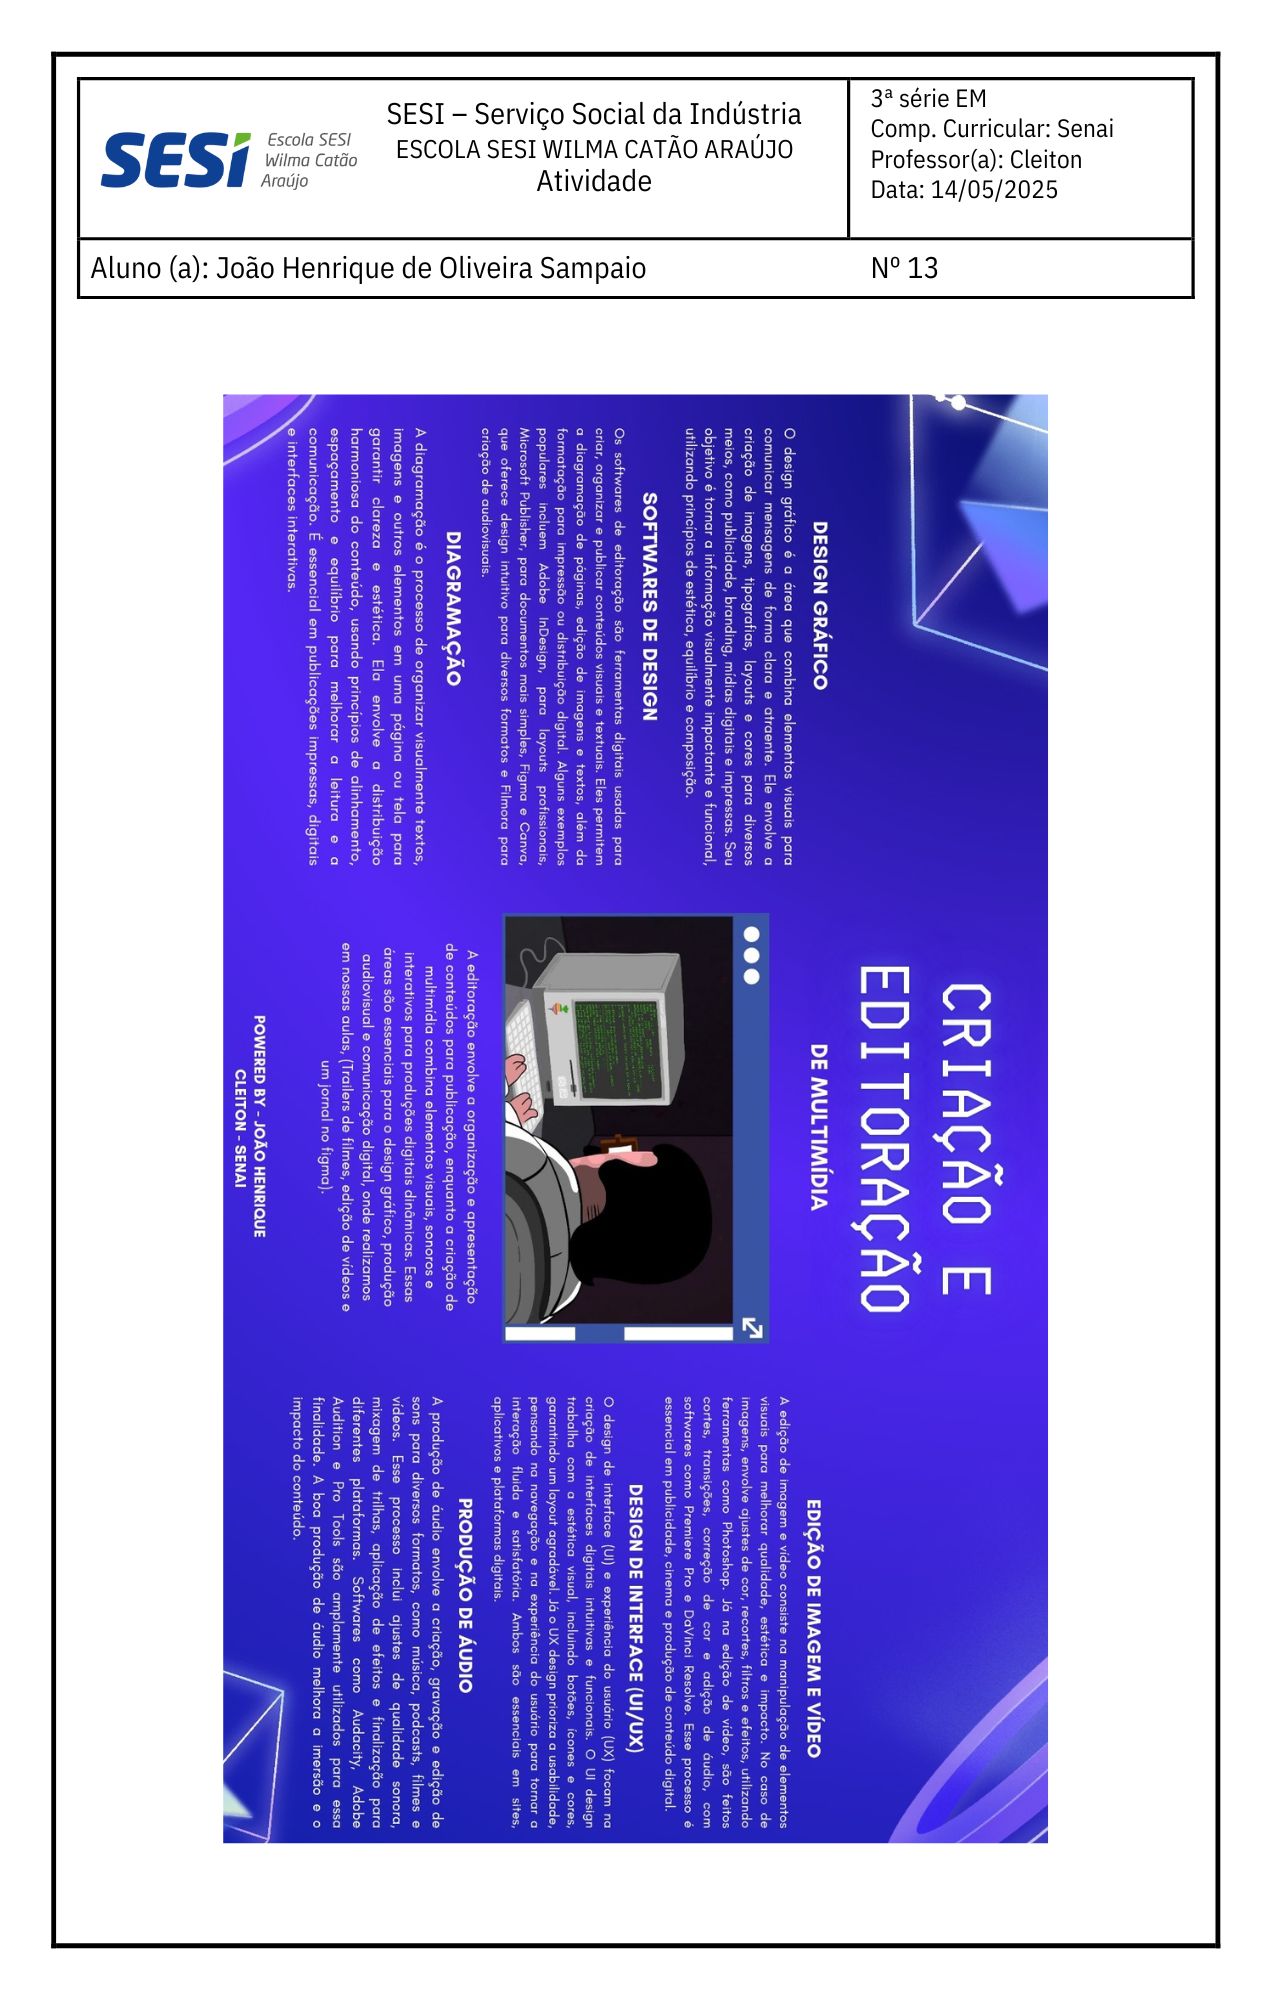 SESI
Escola SESI
Wilma Catão
Araújo
SESI – Serviço Social da Indústria
ESCOLA SESI WILMA CATÃO ARAÚJO
Atividade
3ª série EM
Comp. Curricular: Senai
Professor(a): Cleiton
Data: 14/05/2025
Aluno (a): João Henrique de Oliveira Sampaio
Nº 13
CRIAÇÃO E
EDITORAÇÃO
DE MULTIMÍDIA
DESIGN GRÁFICO
O design gráfico é a área que combina elementos visuais para
comunicar mensagens de forma clara e atraente. Ele envolve a
criação de imagens, tipografias, layouts e cores para diversos
meios, como publicidade, branding, mídias digitais e impressas. Seu
objetivo é tornar a informação visualmente impactante e funcional,
utilizando princípios de estética, equilíbrio e composição.
SOFTWARES DE DESIGN
Os softwares de editoração são ferramentas digitais usadas para
criar, organizar e publicar conteúdos visuais e textuais. Eles permitem
a diagramação de páginas, edição de imagens e textos, além da
formatação para impressão ou distribuição digital. Alguns exemplos
populares incluem Adobe InDesign, para layouts profissionais,
Microsoft Publisher, para documentos mais simples, Figma e Canva,
que oferece design intuitivo para diversos formatos e Filmora para
criação de audiovisuais.
DIAGRAMAÇÃO
A diagramação é o processo de organizar visualmente textos,
imagens e outros elementos em uma página ou tela para
garantir clareza e estética. Ela envolve a distribuição
harmoniosa do conteúdo, usando princípios de alinhamento,
espaçamento e equilíbrio para melhorar a leitura e a
comunicação. É essencial em publicações impressas, digitais
e interfaces interativas.
A editoração envolve a organização e apresentação
de conteúdos para publicação, enquanto a criação de
multimídia combina elementos visuais, sonoros e
interativos para produções digitais dinâmicas. Essas
áreas são essenciais para o design gráfico, produção
audiovisual e comunicação digital, onde realizamos
em nossas aulas, (Trailers de filmes, edição de vídeos e
um jornal no figma).
POWERED BY - JOÃO HENRIQUE
CLEITON - SENAI
EDIÇÃO DE IMAGEM E VÍDEO
A edição de imagem e vídeo consiste na manipulação de elementos
visuais para melhorar qualidade, estética e impacto. No caso de
imagens, envolve ajustes de cor, recortes, filtros e efeitos, utilizando
ferramentas como Photoshop. Já na edição de vídeo, são feitos
cortes, transições, correção de cor e adição de áudio, com
softwares como Premiere Pro e DaVinci Resolve. Esse processo é
essencial em publicidade, cinema e produção de conteúdo digital.
DESIGN DE INTERFACE (UI/UX)
O design de interface (UI) e experiência do usuário (UX) focam na
criação de interfaces digitais intuitivas e funcionais. O UI design
trabalha com a estética visual, incluindo botões, ícones e cores,
garantindo um layout agradável. Já o UX design prioriza a usabilidade,
pensando na navegação e na experiência do usuário para tornar a
interação fluida e satisfatória. Ambos são essenciais em sites,
aplicativos e plataformas digitais.
PRODUÇÃO DE ÁUDIO
A produção de áudio envolve a criação, gravação e edição de
sons para diversos formatos, como música, podcasts, filmes e
vídeos. Esse processo inclui ajustes de qualidade sonora,
mixagem de trilhas, aplicação de efeitos e finalização para
diferentes plataformas. Softwares como Audacity, Adobe
Audition e Pro Tools são amplamente utilizados para essa
finalidade. A boa produção de áudio melhora a imersão e o
impacto do conteúdo.